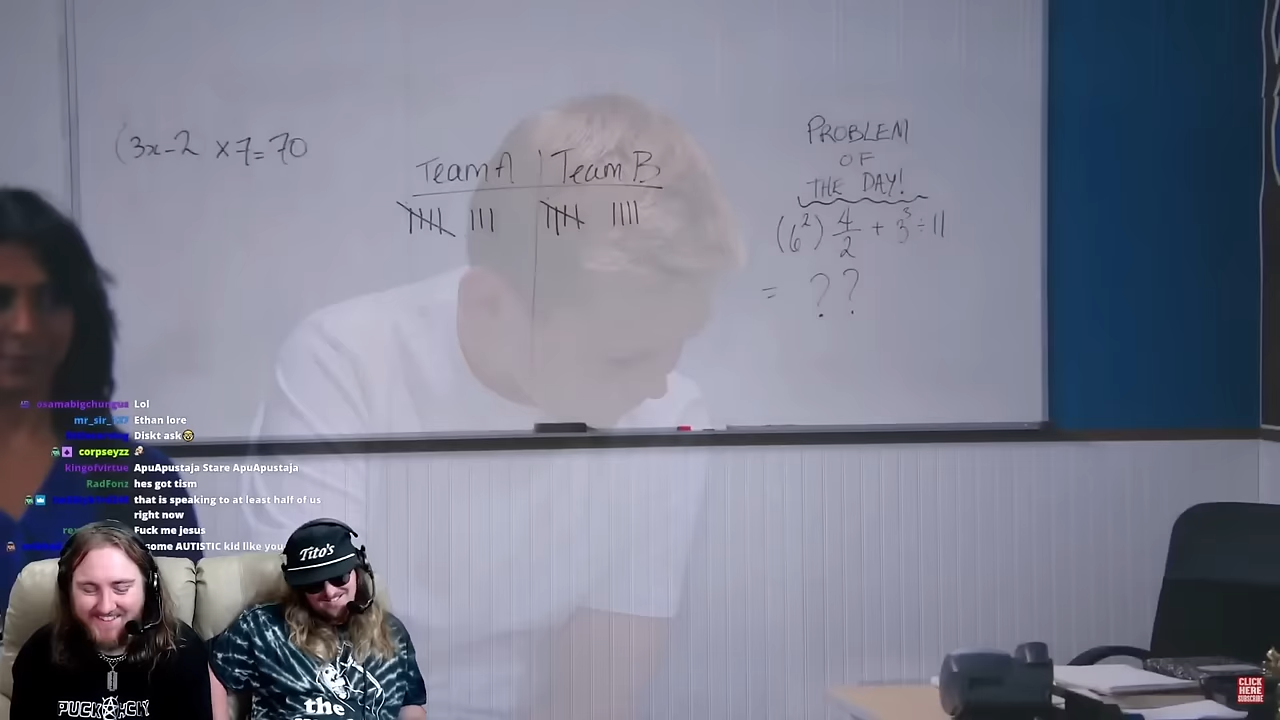 (3x-2 x7=70
Team A | Team B
PROBLEM
OF
THE DAY!
(6²) 4/2 + 3³ ÷ 11
= ??
Lol
Ethan lore
Diskt ask
corpseyzz
kingofvirtue ApuApustaja Stare ApuApustaja
RadFonz hes got tism
that is speaking to at least half of us
right now
Fuck me jesus
some AUTISTIC kid like you
Tito's
the
CLICK
HERE
SUBSCRIBE